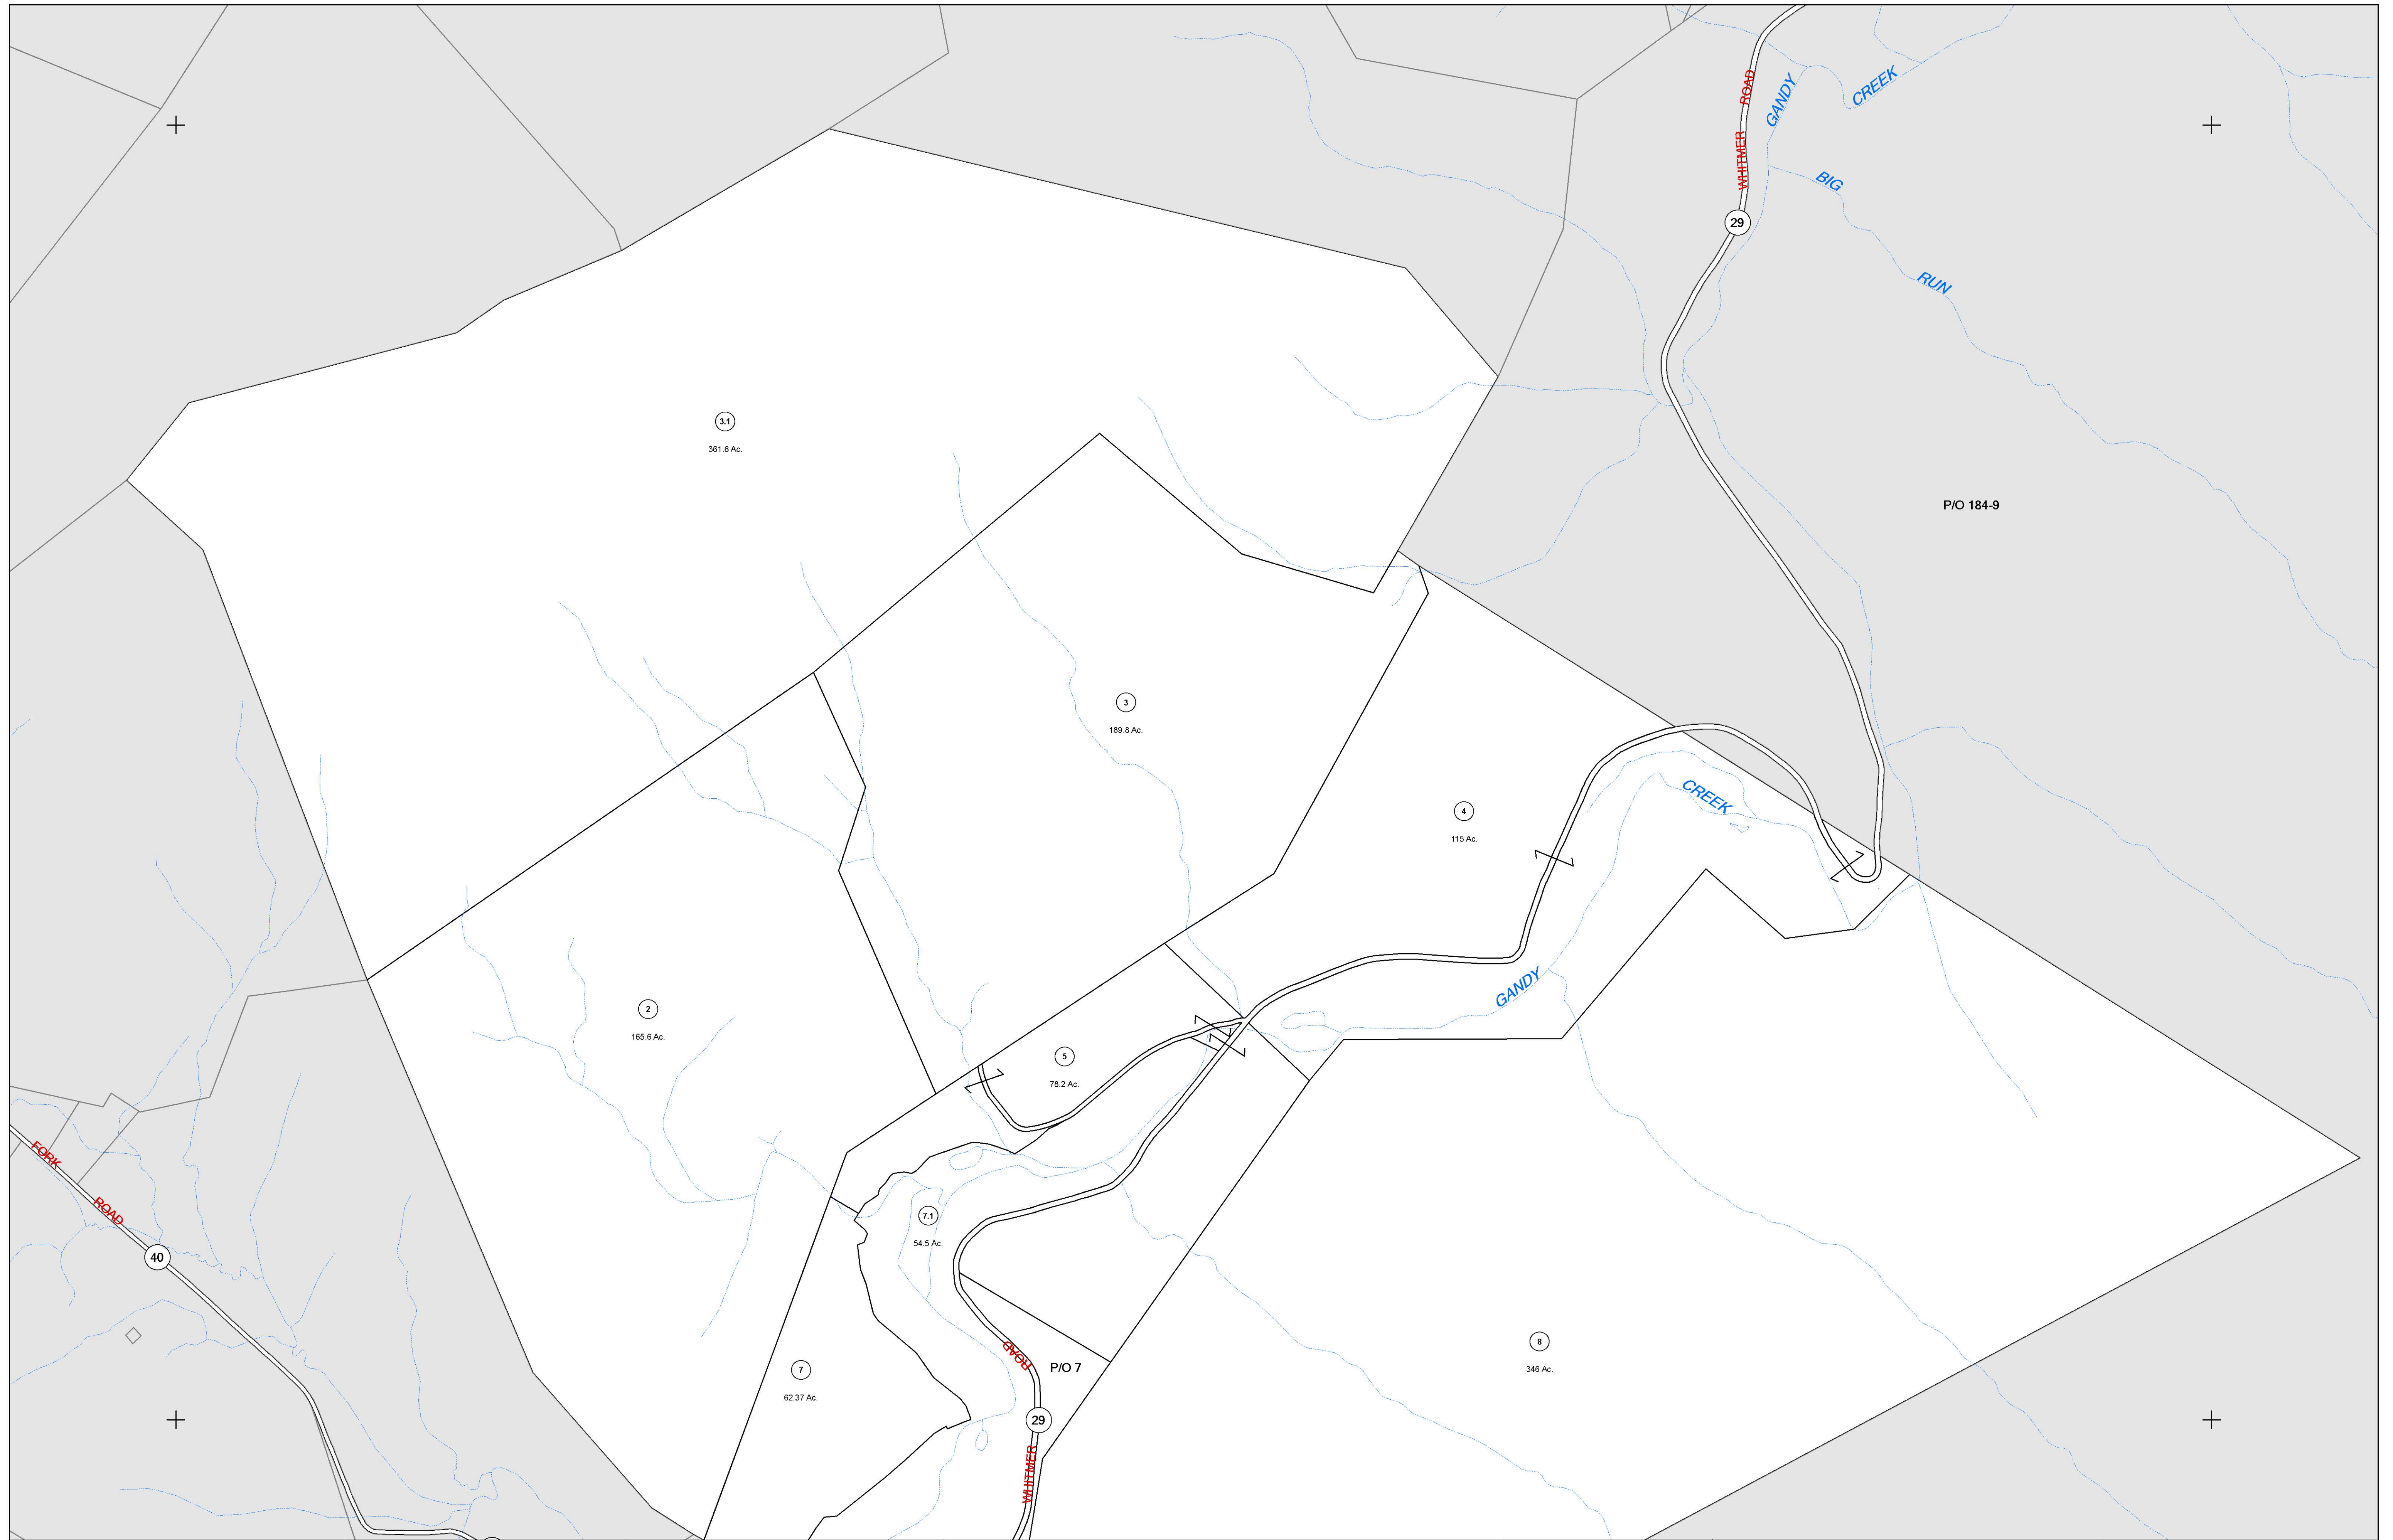 ROAD
WHITMER
GANDY
CREEK
BIG
RUN
29
3.1
361.6 Ac.
P/O 184-9
3
189.8 Ac.
4
115 Ac.
CREEK
GANDY
2
165.6 Ac.
5
78.2 Ac.
FORK
ROAD
40
7.1
54.5 Ac.
ROAD
P/O 7
7
62.37 Ac.
8
346 Ac.
29
WHITMER